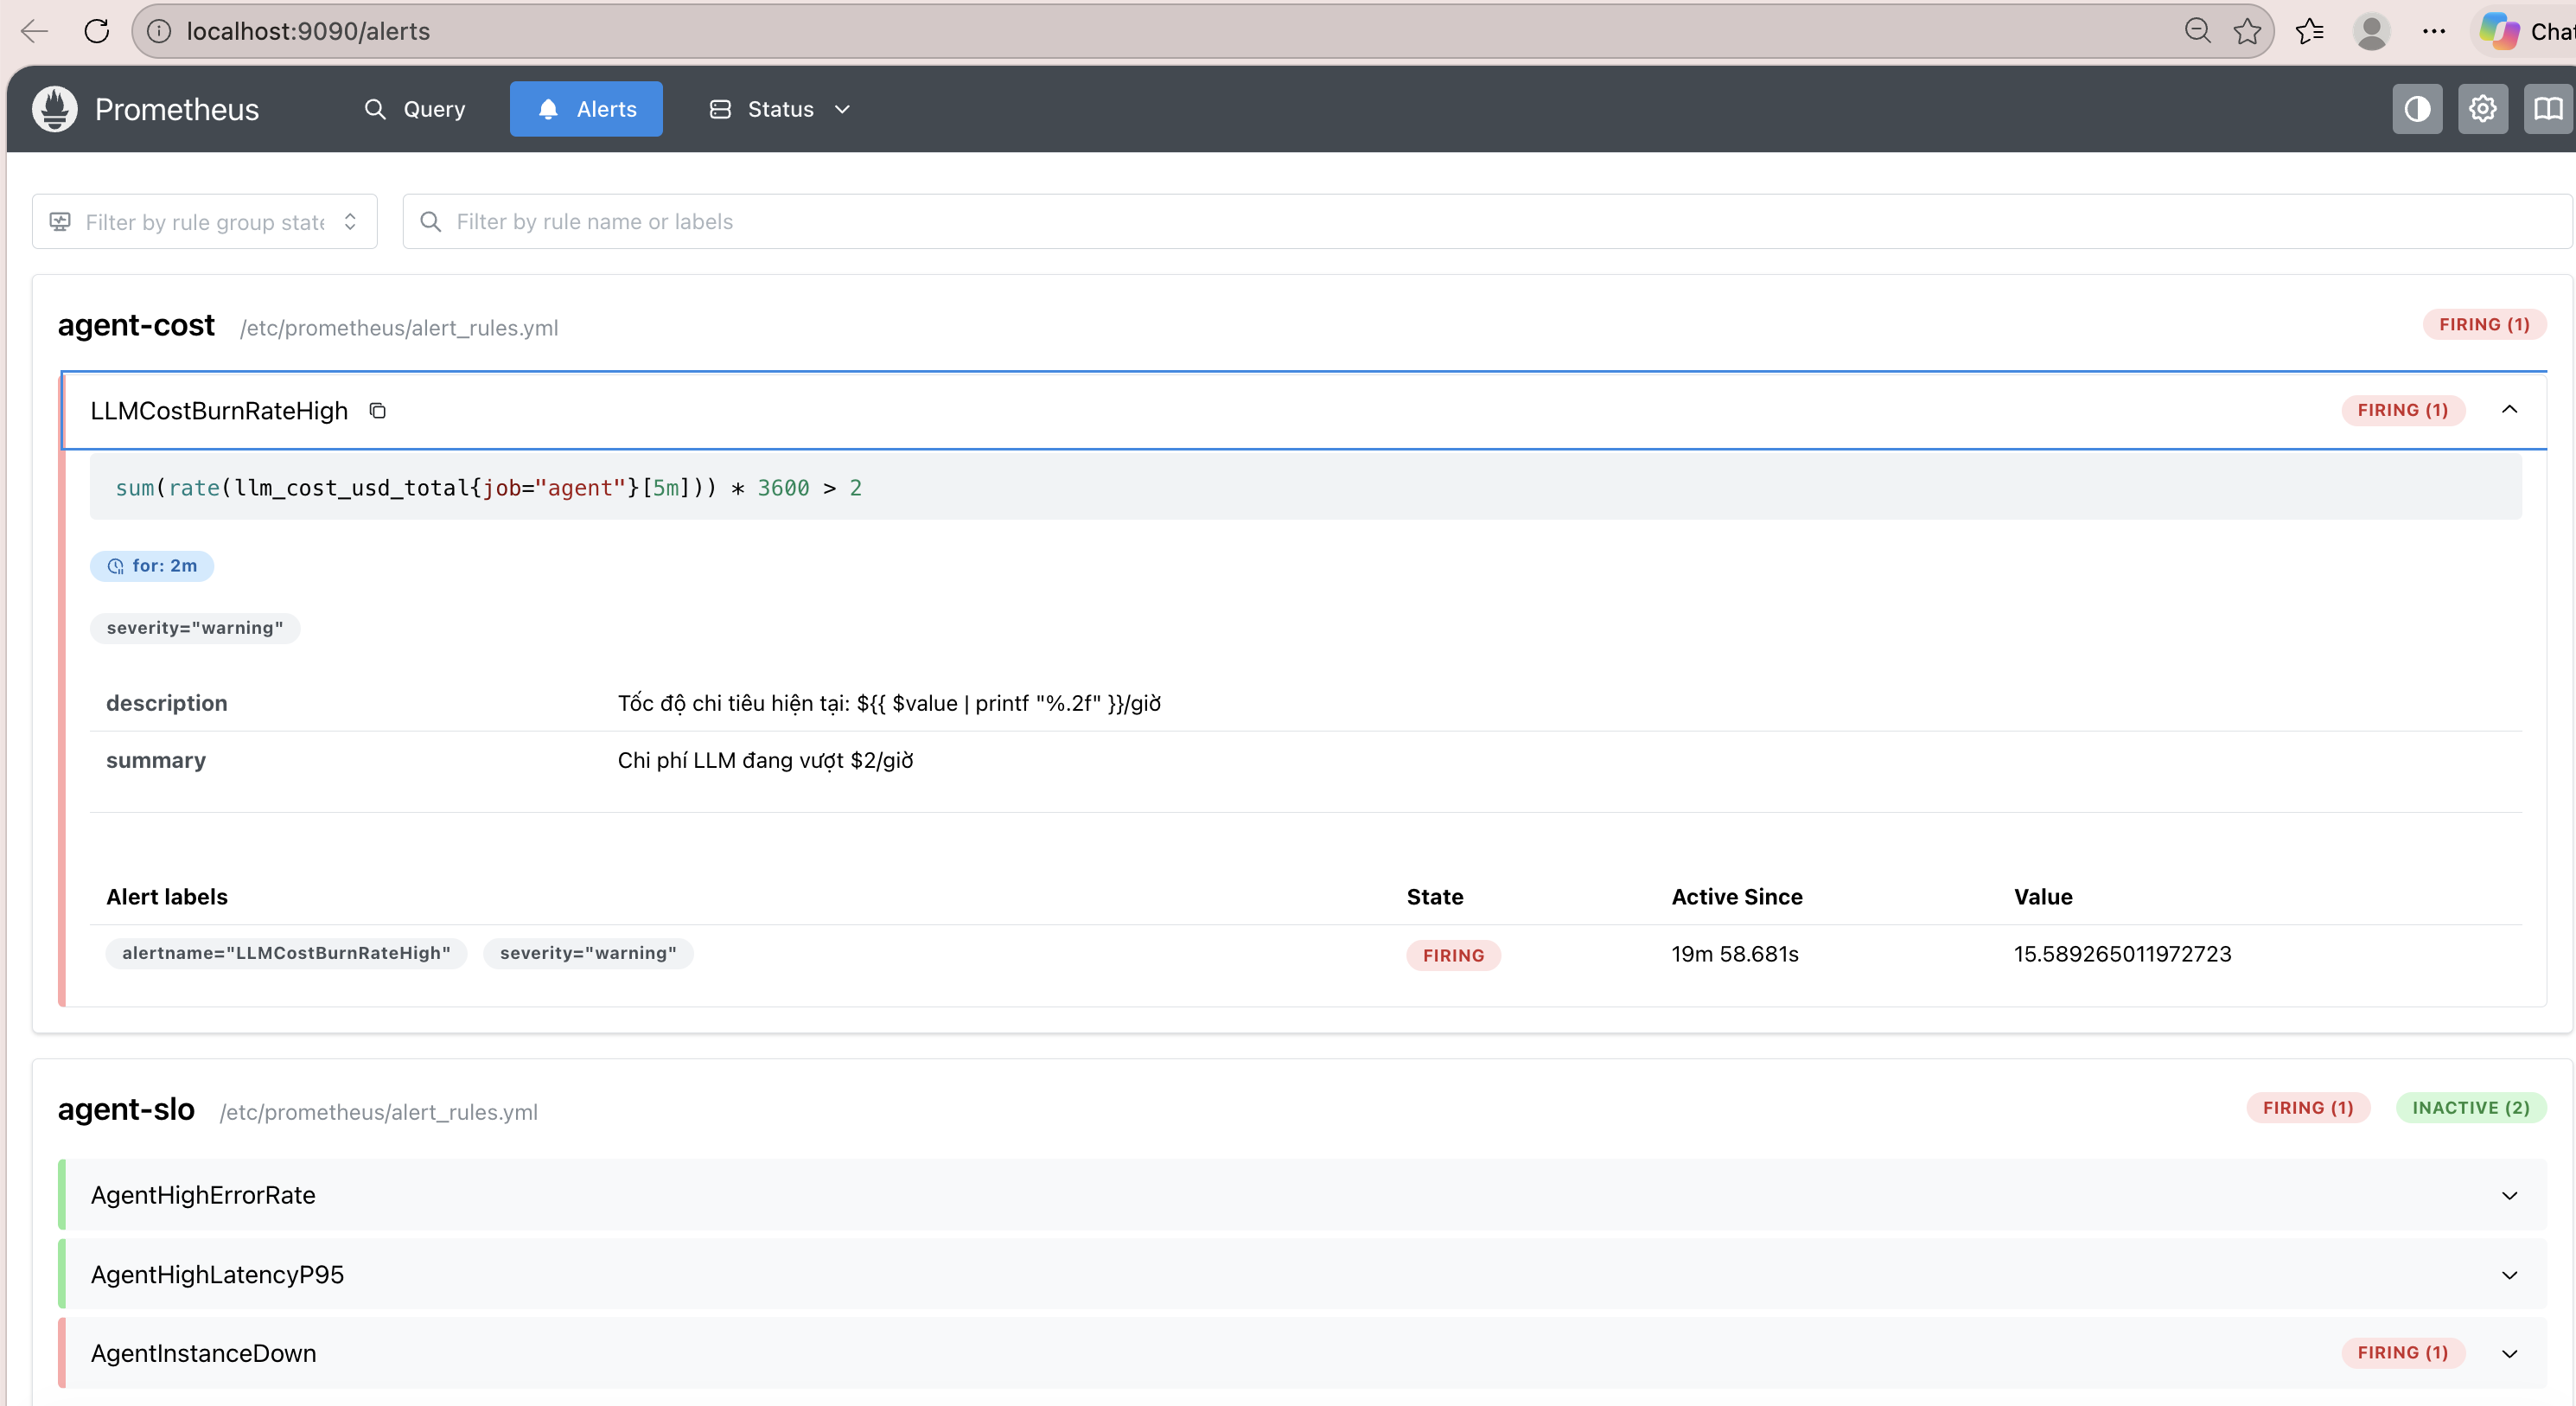 localhost:9090/alerts
Chat
Prometheus
Query
Alerts
Status
Filter by rule group state
Filter by rule name or labels
agent-cost /etc/prometheus/alert_rules.yml FIRING (1)
LLMCostBurnRateHigh FIRING (1)
sum(rate(llm_cost_usd_total{job="agent"}[5m])) * 3600 > 2
for: 2m
severity="warning"
description Tốc độ chi tiêu hiện tại: ${{ $value | printf "%.2f" }}/giờ
summary Chi phí LLM đang vượt $2/giờ
Alert labels State Active Since Value
alertname="LLMCostBurnRateHigh" severity="warning" FIRING 19m 58.681s 15.589265011972723
agent-slo /etc/prometheus/alert_rules.yml FIRING (1) INACTIVE (2)
AgentHighErrorRate
AgentHighLatencyP95
AgentInstanceDown FIRING (1)